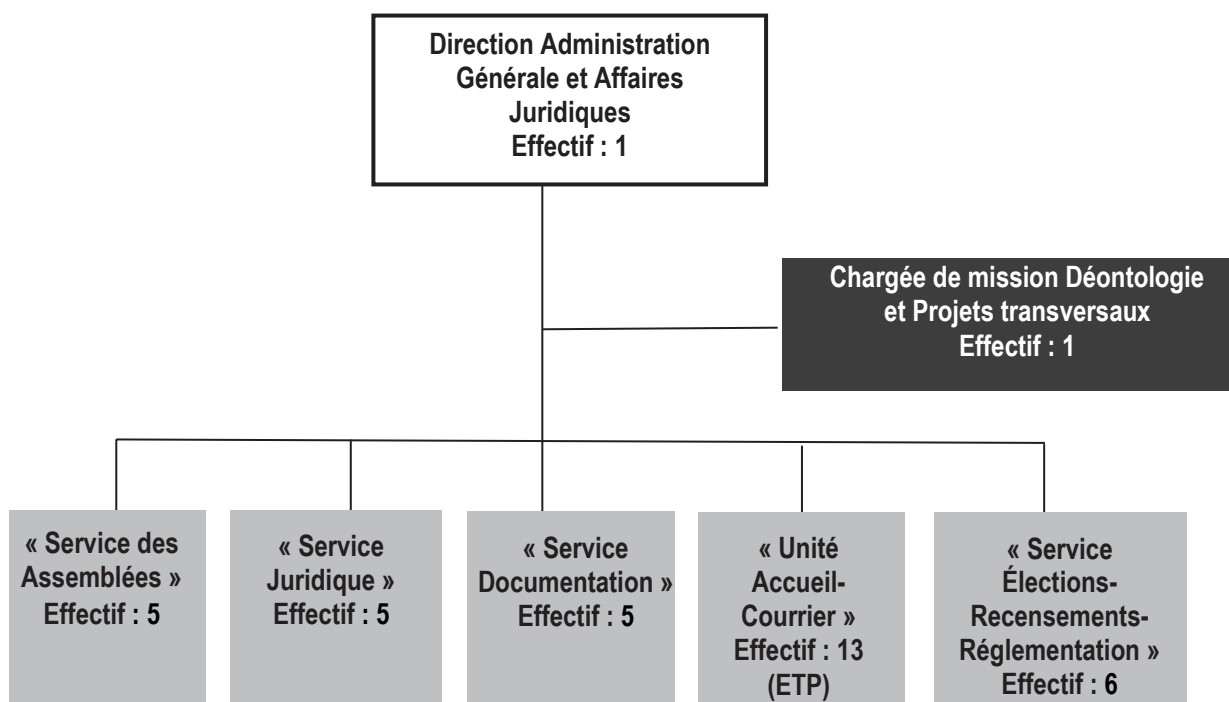 Direction Administration
Générale et Affaires
Juridiques
Effectif : 1
Chargée de mission Déontologie
et Projets transversaux
Effectif : 1
« Service des
Assemblées »
Effectif : 5
« Service
Juridique »
Effectif : 5
« Service
Documentation »
Effectif : 5
« Unité
Accueil-
Courrier »
Effectif : 13
(ETP)
« Service
Élections-
Recensements-
Réglementation »
Effectif : 6